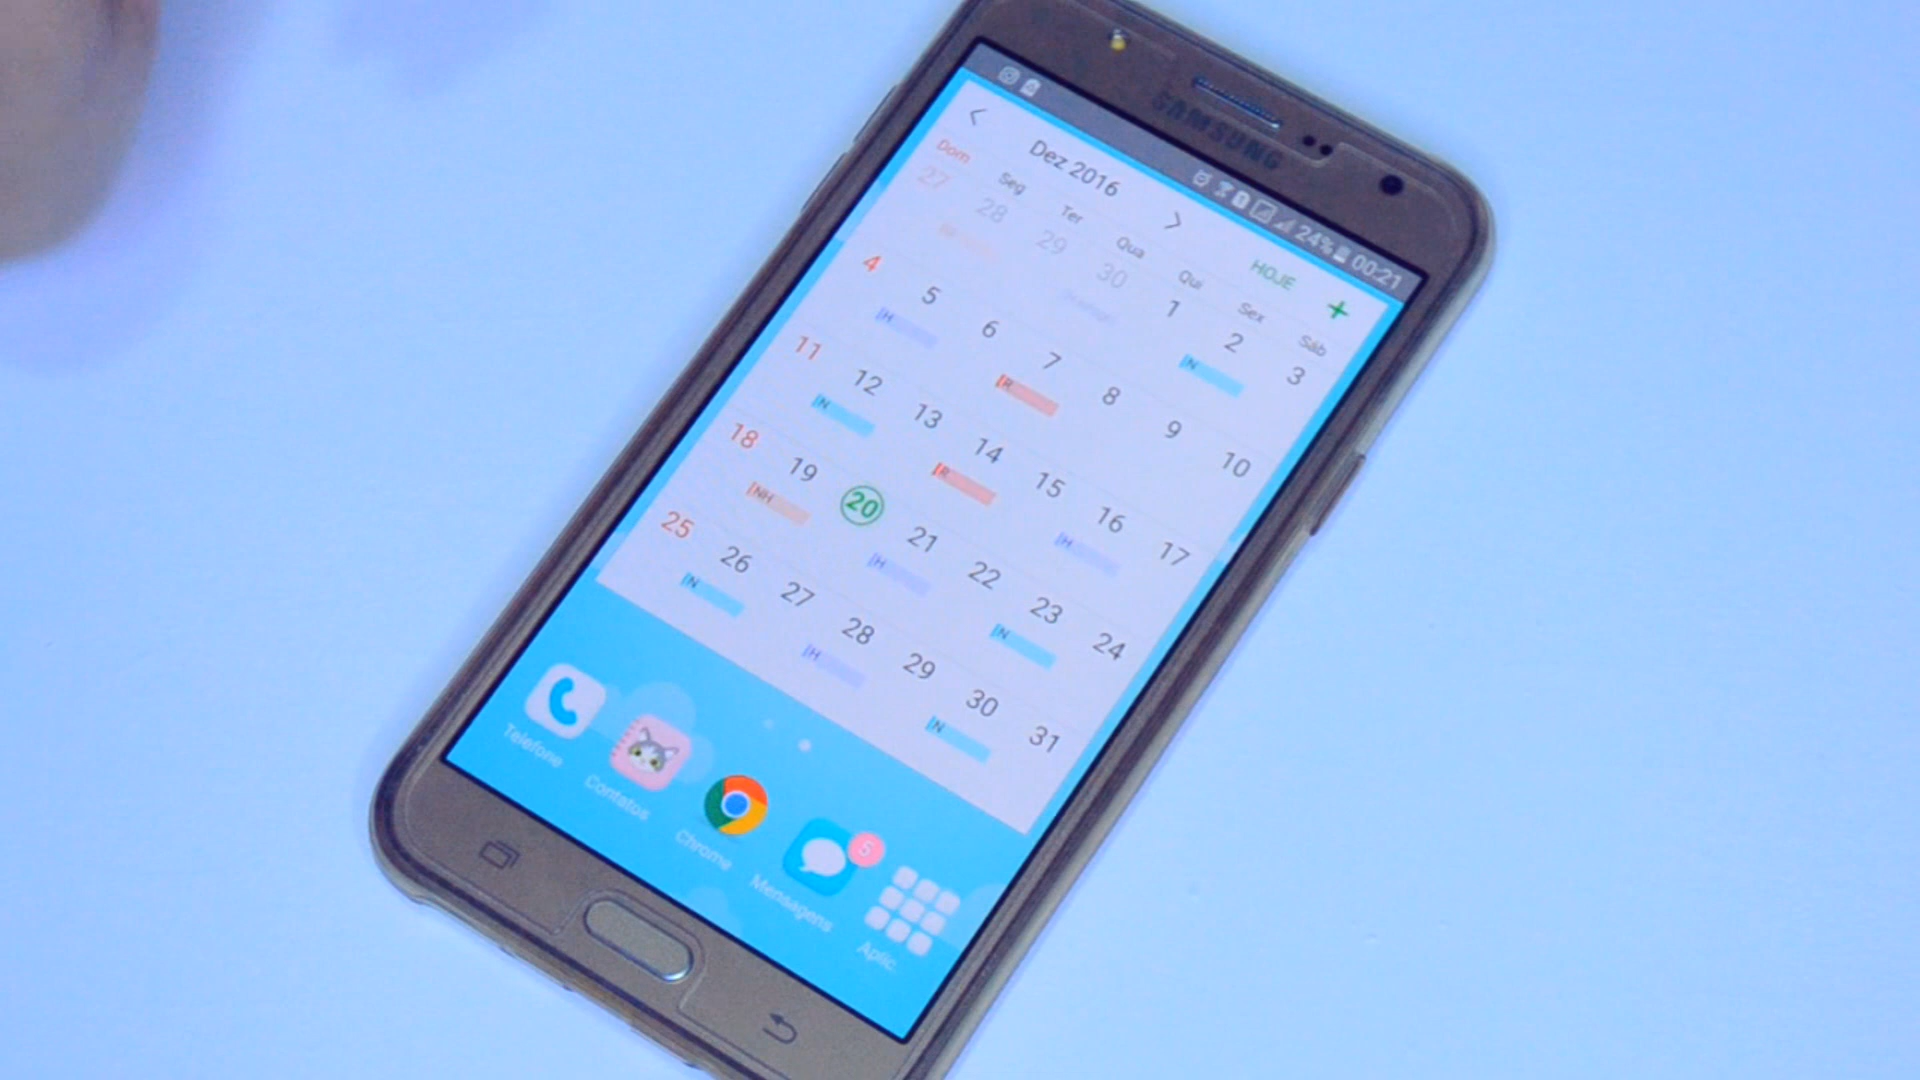 SAMSUNG
24% 00:21
< Dez 2016 > HOJE +
Dom Seg Ter Qua Qui Sex Sáb
27 28 29 30 1 2 3
N
4 5 6 7 8 9 10
H R
11 12 13 14 15 16 17
N R H
18 19 20 21 22 23 24
NH H N
25 26 27 28 29 30 31
N H N
5
Telefone Contatos Chrome Mensagens Aplic.